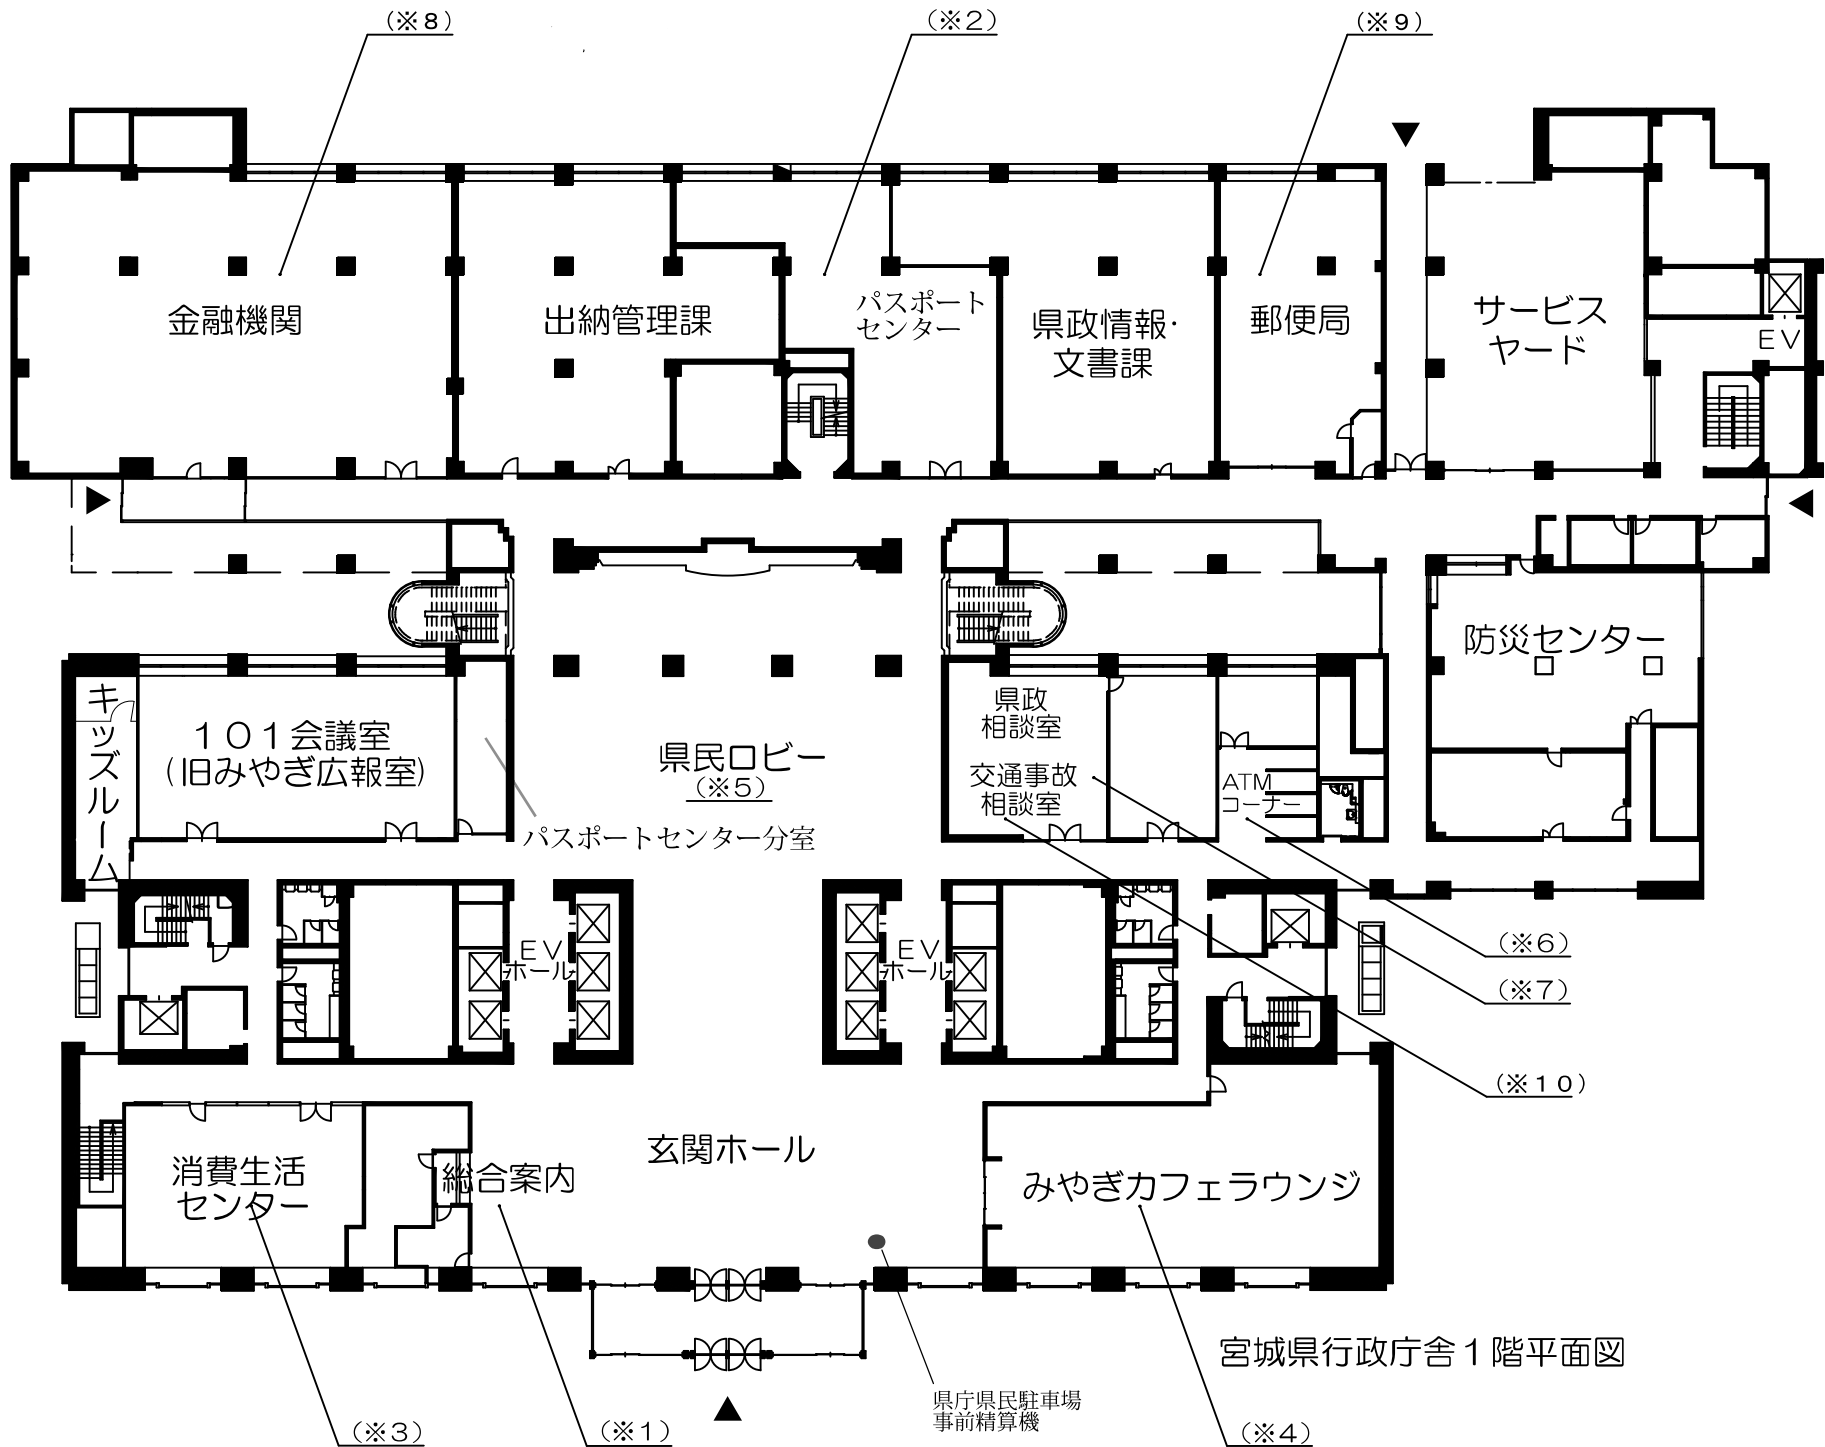 (※8)
(※2)
(※9)
金融機関
出納管理課
パスポート
センター
県政情報・
文書課
郵便局
サービス
ヤード
EV
防災センター
キッズルーム
101会議室
(旧みやぎ広報室)
県民ロビー
(※5)
県政
相談室
交通事故
相談室
ATM
コーナー
パスポートセンター分室
EV
ホール
EV
ホール
(※6)
(※7)
(※10)
消費生活
センター
総合案内
玄関ホール
みやぎカフェラウンジ
宮城県行政庁舎1階平面図
県庁県民駐車場
事前精算機
(※3)
(※1)
(※4)